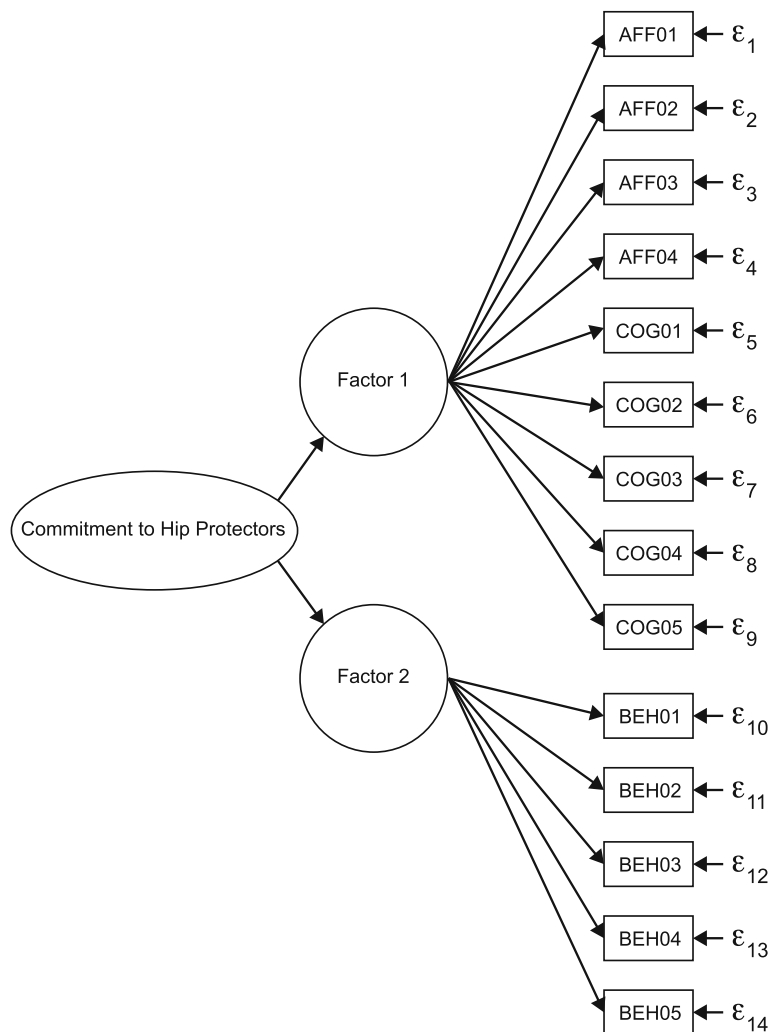 AFF01 ε1
AFF02 ε2
AFF03 ε3
AFF04 ε4
COG01 ε5
Factor 1
COG02 ε6
COG03 ε7
Commitment to Hip Protectors
COG04 ε8
COG05 ε9
Factor 2
BEH01 ε10
BEH02 ε11
BEH03 ε12
BEH04 ε13
BEH05 ε14